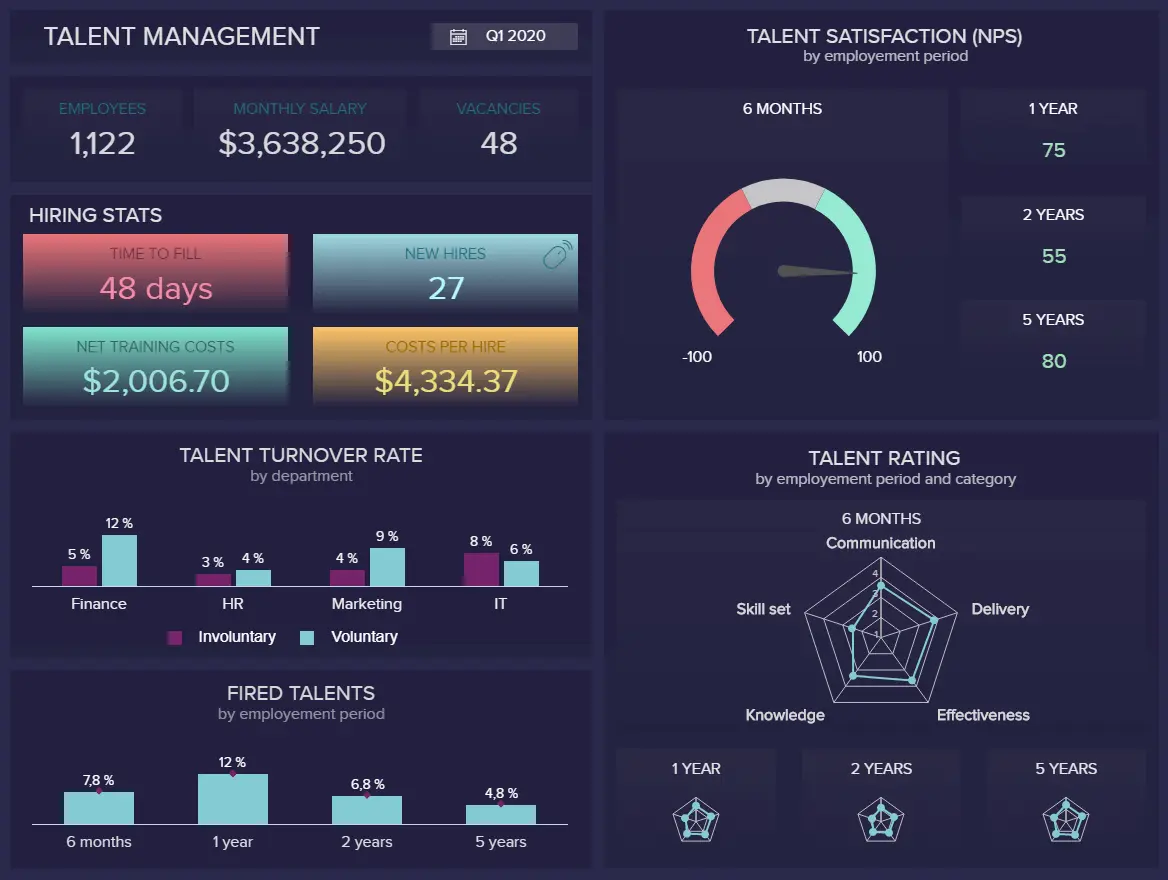 TALENT MANAGEMENT
Q1 2020
EMPLOYEES
1,122
MONTHLY SALARY
$3,638,250
VACANCIES
48
HIRING STATS
TIME TO FILL
48 days
NEW HIRES
27
NET TRAINING COSTS
$2,006.70
COSTS PER HIRE
$4,334.37
TALENT TURNOVER RATE
by department
5 %
12 %
3 %
4 %
4 %
9 %
8 %
6 %
Finance
HR
Marketing
IT
Involuntary
Voluntary
FIRED TALENTS
by employement period
7,8 %
12 %
6,8 %
4,8 %
6 months
1 year
2 years
5 years
TALENT SATISFACTION (NPS)
by employement period
6 MONTHS
-100
100
1 YEAR
75
2 YEARS
55
5 YEARS
80
TALENT RATING
by employement period and category
6 MONTHS
Communication
4
3
2
1
Skill set
Delivery
Knowledge
Effectiveness
1 YEAR
2 YEARS
5 YEARS